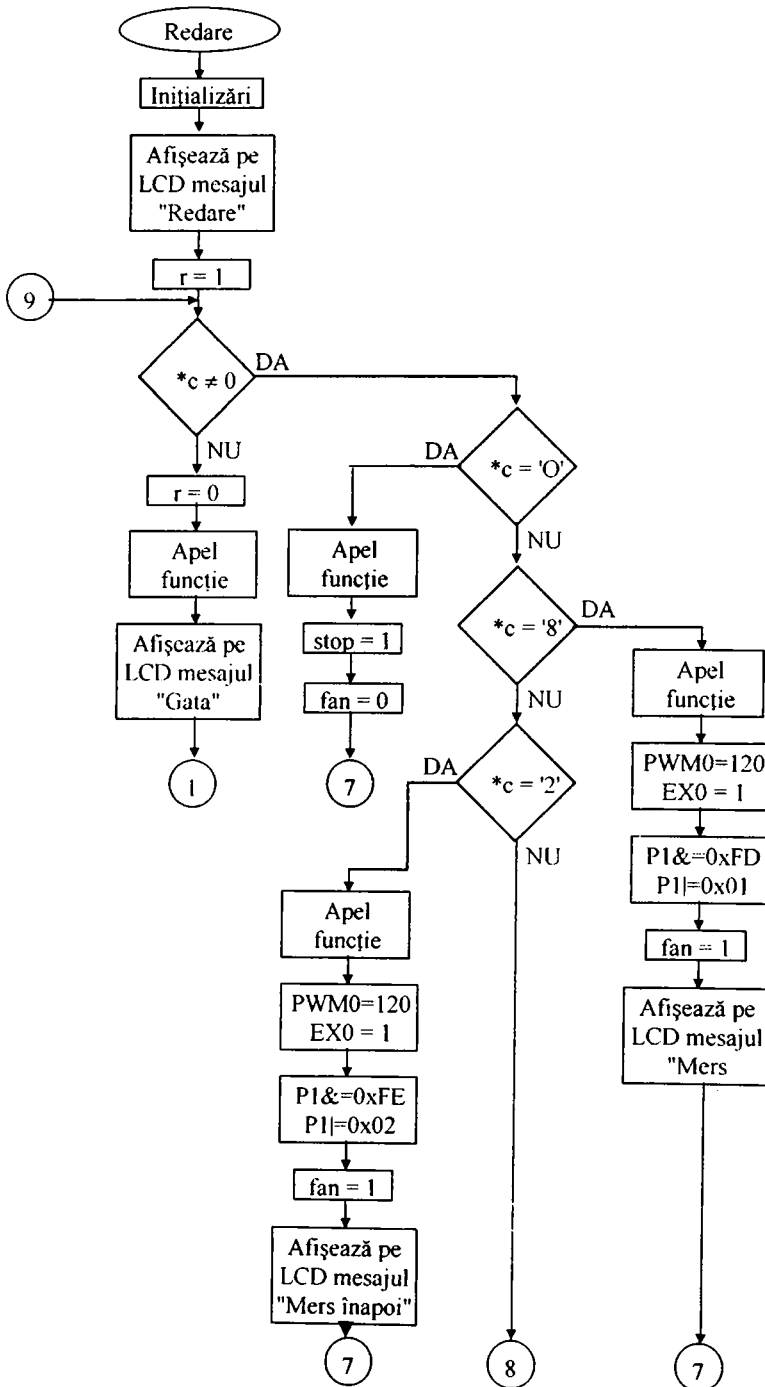 Redare
Inițializări
Afișează pe
LCD mesajul
"Redare"
r = 1
9
*c ≠ 0
DA
NU
r = 0
Apel
funcție
Afișează pe
LCD mesajul
"Gata"
1
*c = 'O'
DA
NU
Apel
funcție
stop = 1
fan = 0
7
*c = '8'
DA
NU
Apel
funcție
PWM0=120
EX0 = 1
P1&=0xFD
P1|=0x01
fan = 1
Afișează pe
LCD mesajul
"Mers
7
*c = '2'
DA
NU
Apel
funcție
PWM0=120
EX0 = 1
P1&=0xFE
P1|=0x02
fan = 1
Afișează pe
LCD mesajul
"Mers înapoi"
7
8